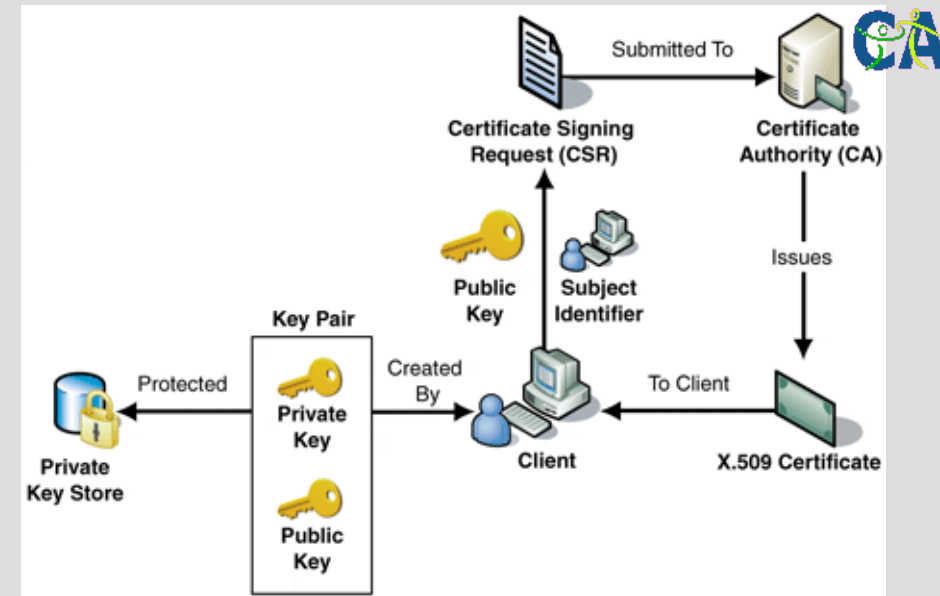 CA
Submitted To
Certificate Signing
Request (CSR)
Certificate
Authority (CA)
Issues
Public
Key
Subject
Identifier
Key Pair
Protected
Private
Key
Created
By
To Client
Private
Key Store
Client
X.509 Certificate
Public
Key